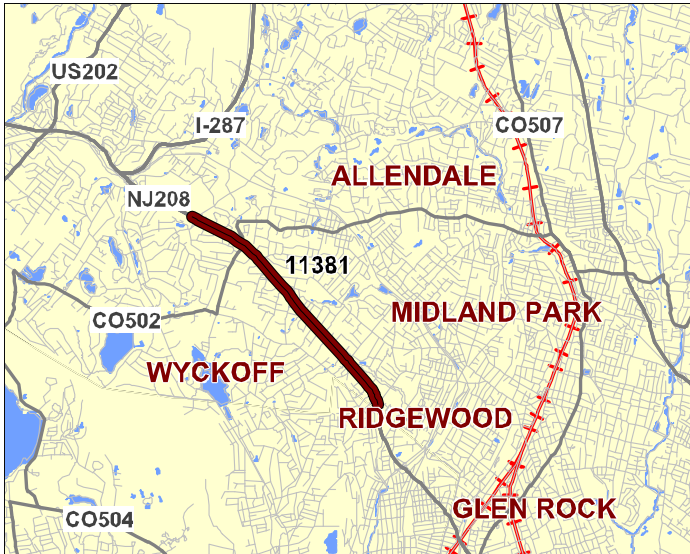 US202
I-287
CO507
ALLENDALE
NJ208
11381
MIDLAND PARK
CO502
WYCKOFF
RIDGEWOOD
GLEN ROCK
CO504